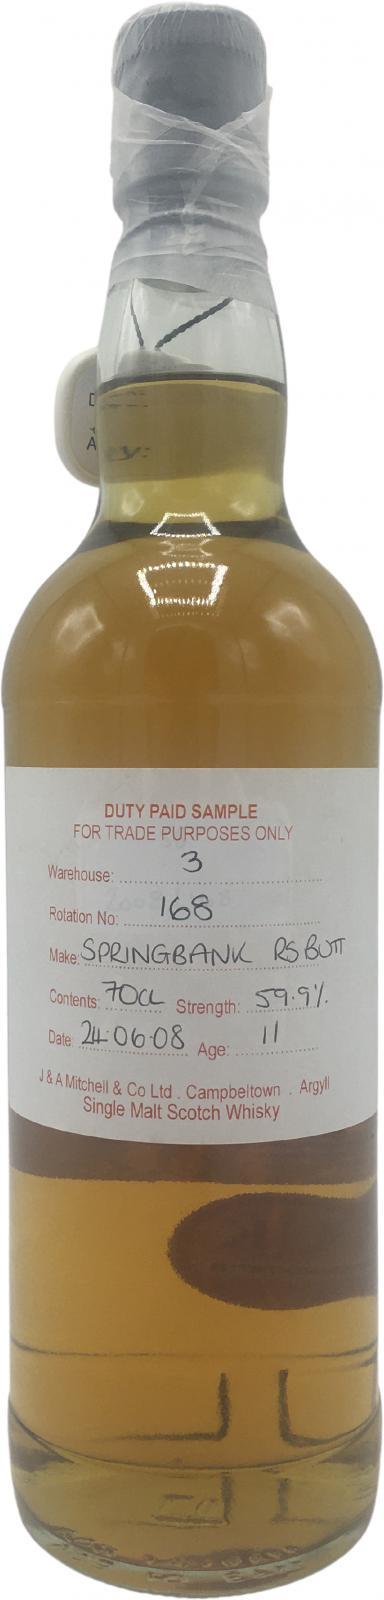 DUTY PAID SAMPLE
FOR TRADE PURPOSES ONLY
Warehouse: 3
Rotation No: 168
Make: SPRINGBANK RS BUTT
Contents: 70CL Strength: 59.9%.
Date: 24.06.08 Age: 11
J & A Mitchell & Co Ltd . Campbeltown . Argyll
Single Malt Scotch Whisky